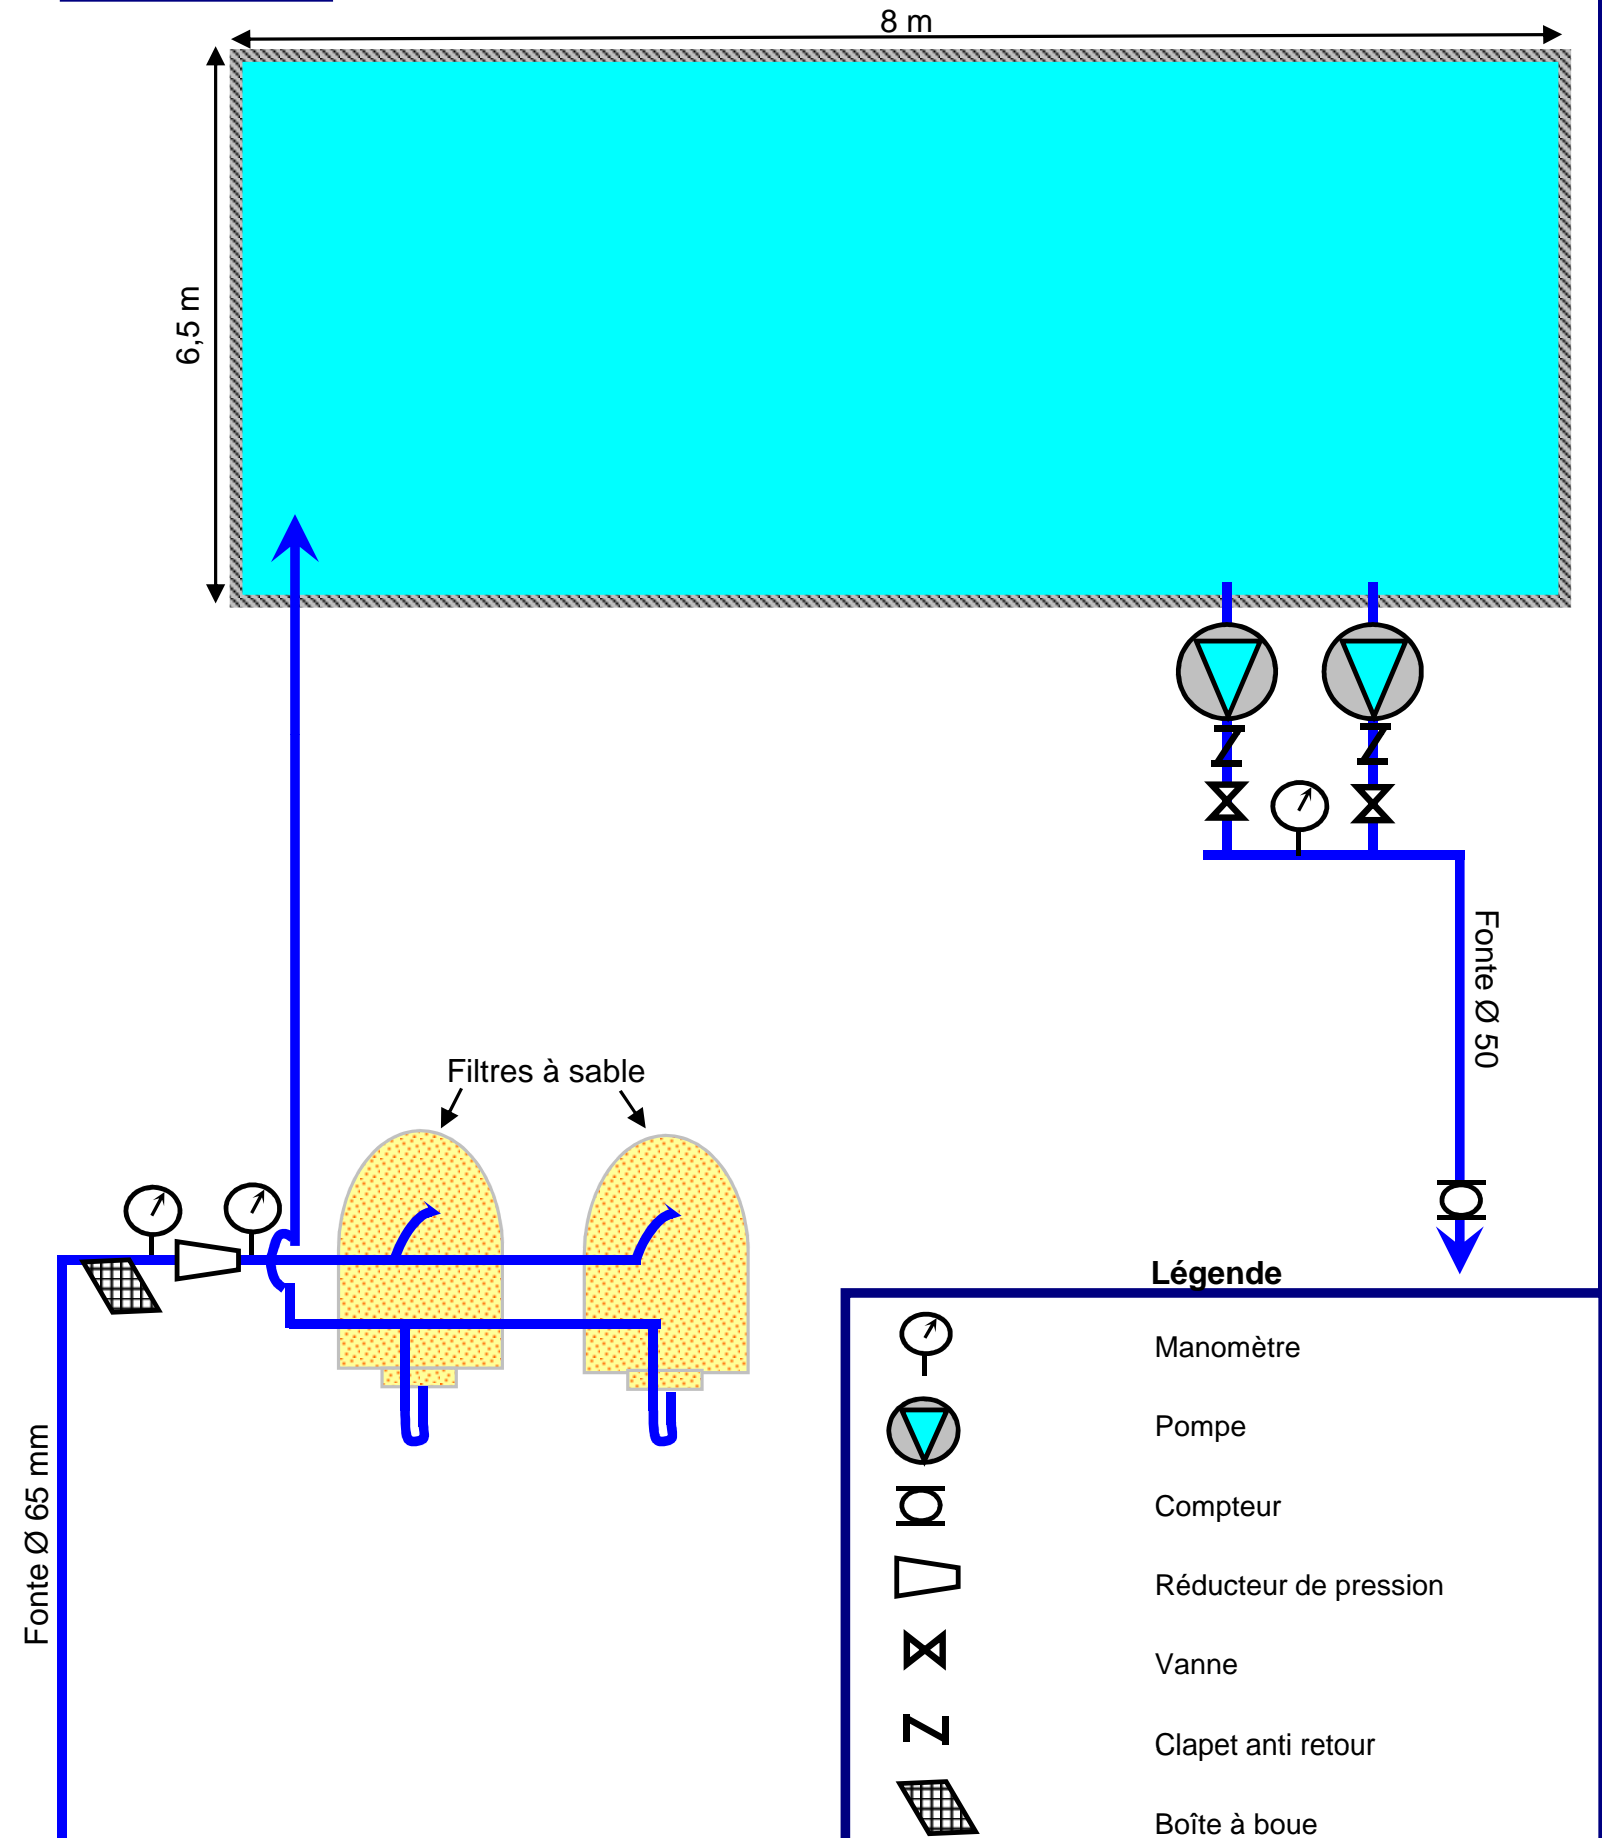 8 m
6,5 m
Fonte Ø 50
Filtres à sable
Fonte Ø 65 mm
Légende
Manomètre
Pompe
Compteur
Réducteur de pression
Vanne
Clapet anti retour
Boîte à boue